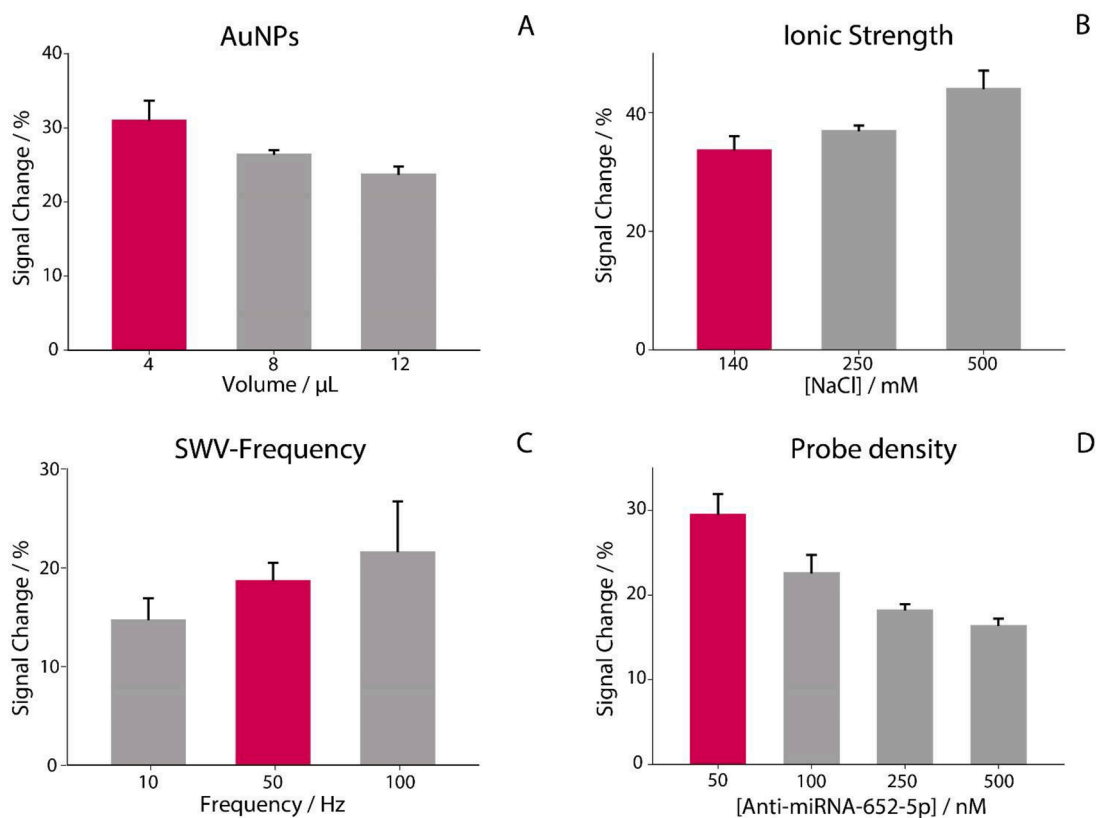 AuNPs
A
Signal Change / %
40
30
20
10
0
4 8 12
Volume / μL
Ionic Strength
B
Signal Change / %
40
20
0
140 250 500
[NaCl] / mM
SWV-Frequency
C
Signal Change / %
30
20
10
0
10 50 100
Frequency / Hz
Probe density
D
Signal Change / %
30
20
10
0
50 100 250 500
[Anti-miRNA-652-5p] / nM